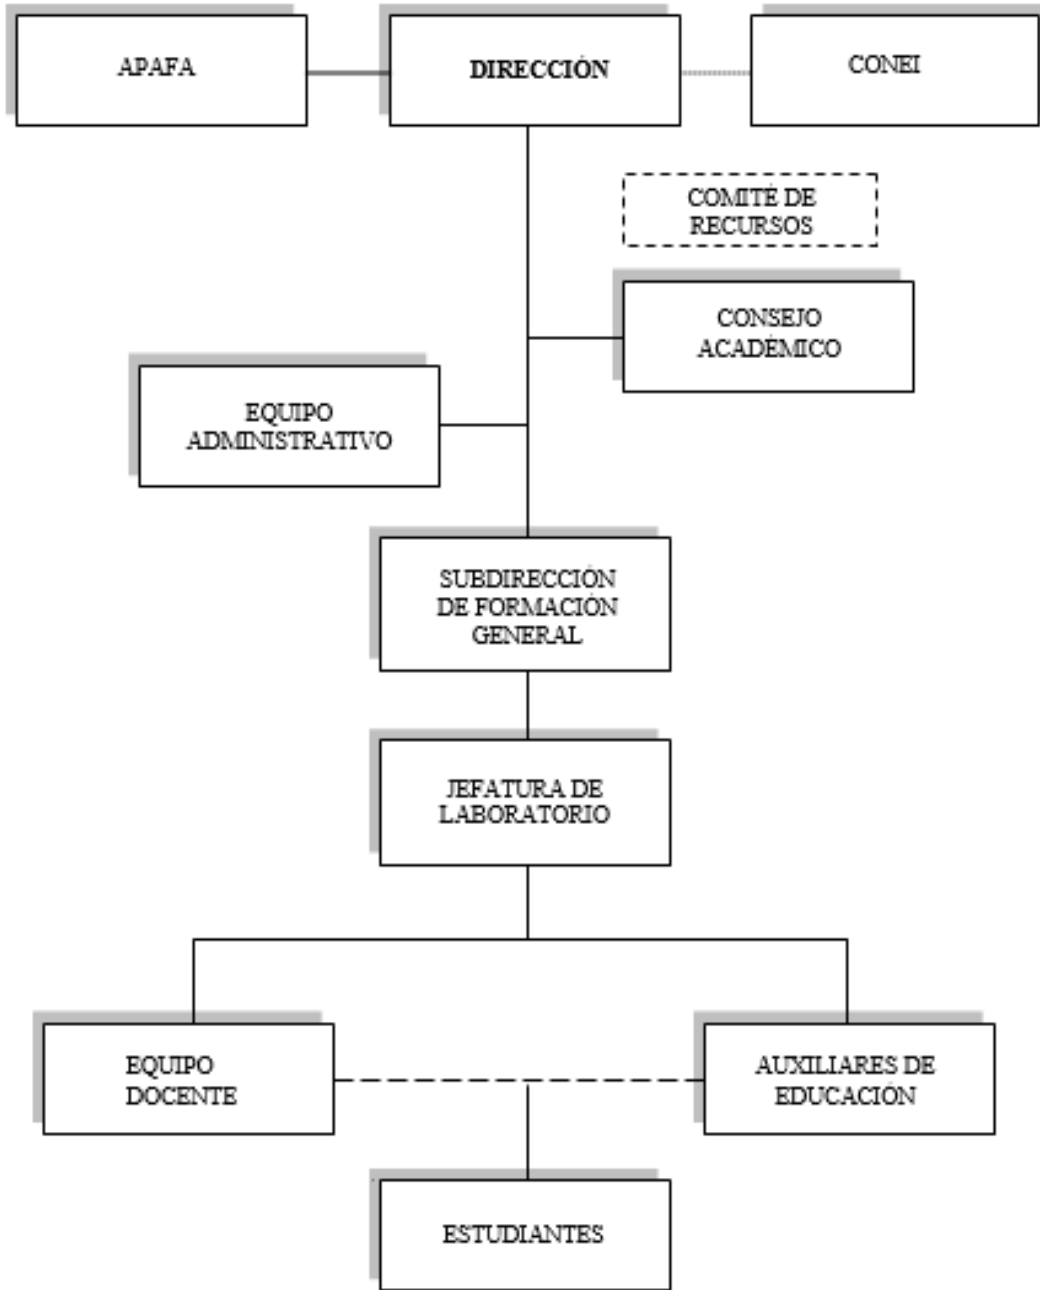 APAFA
DIRECCIÓN
CONEI
COMITÉ DE
RECURSOS
CONSEJO
ACADÉMICO
EQUIPO
ADMINISTRATIVO
SUBDIRECCIÓN
DE FORMACIÓN
GENERAL
JEFATURA DE
LABORATORIO
EQUIPO
DOCENTE
AUXILIARES DE
EDUCACIÓN
ESTUDIANTES